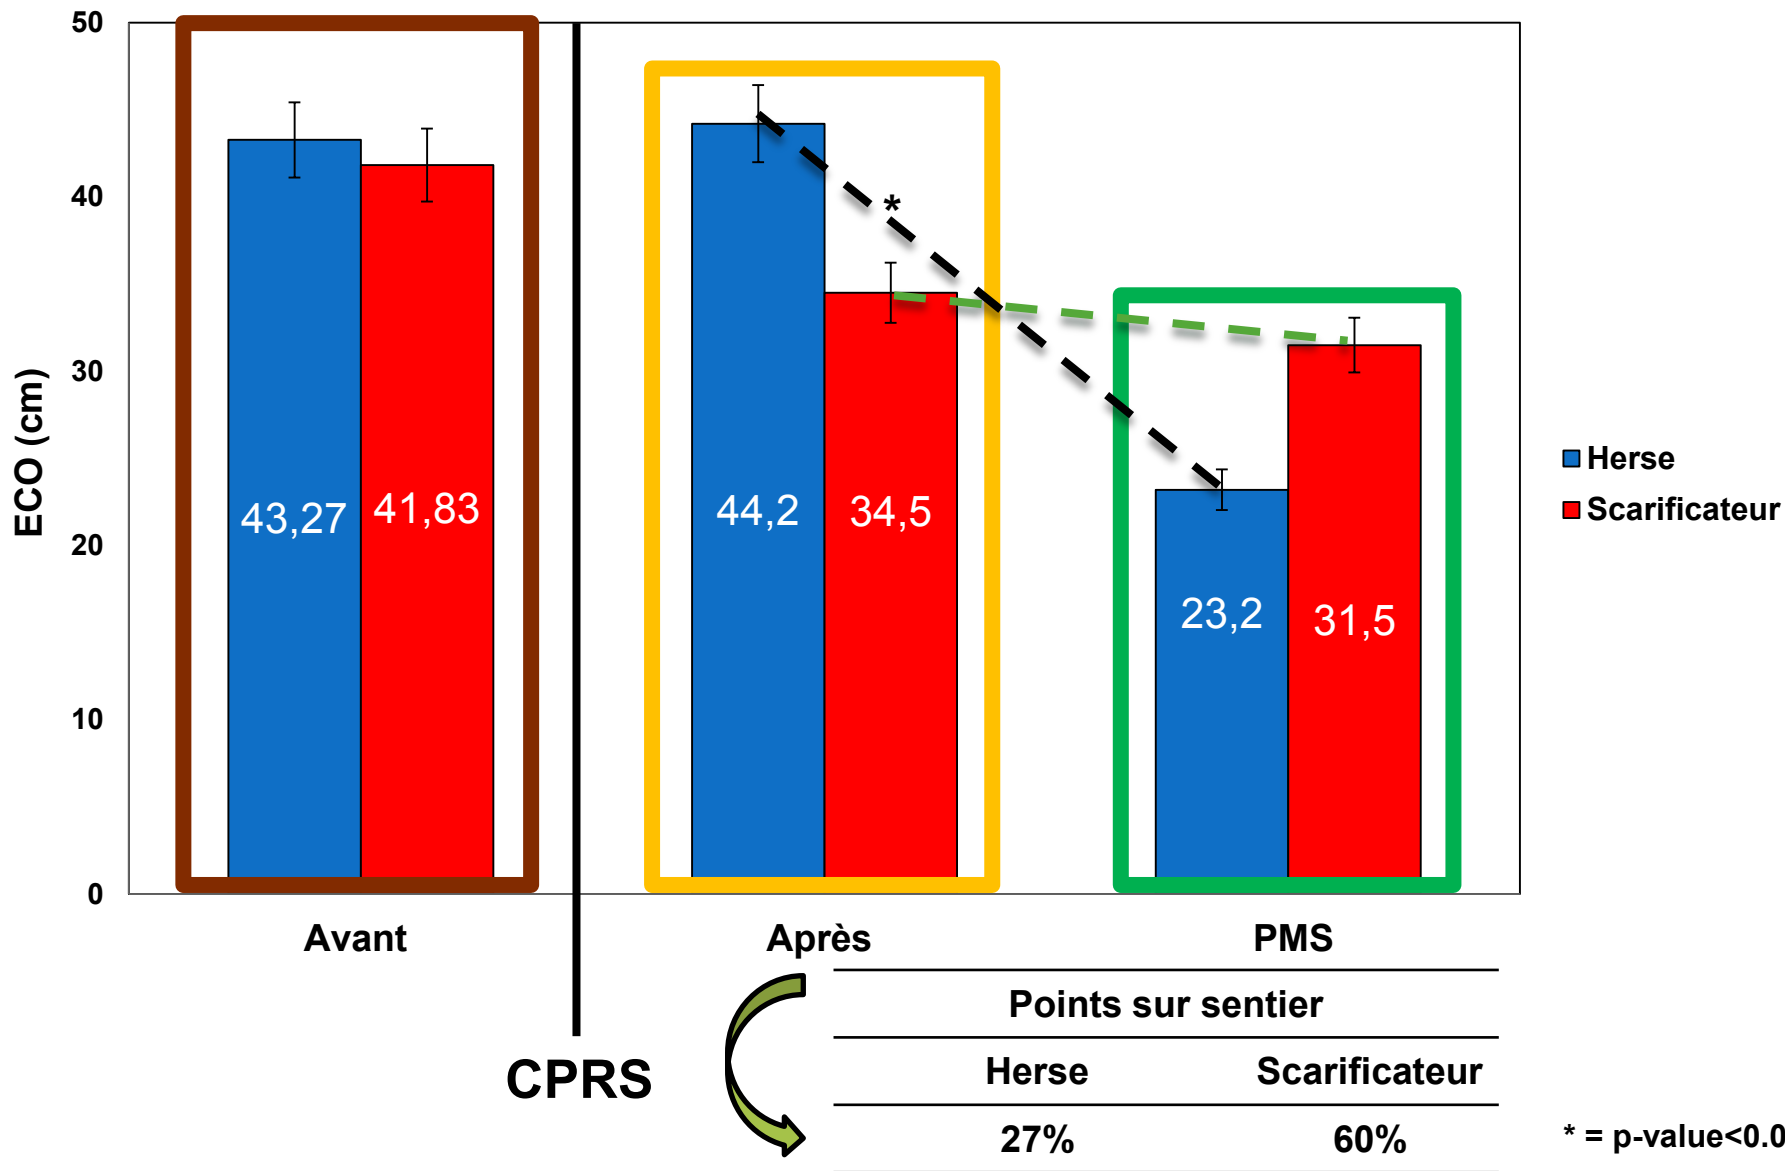 50
40
30
20
10
0
ECO (cm)
43,27
41,83
44,2
34,5
*
23,2
31,5
Herse
Scarificateur
Avant
Après
PMS
CPRS
Points sur sentier
Herse Scarificateur
27% 60%
* = p-value<0.0